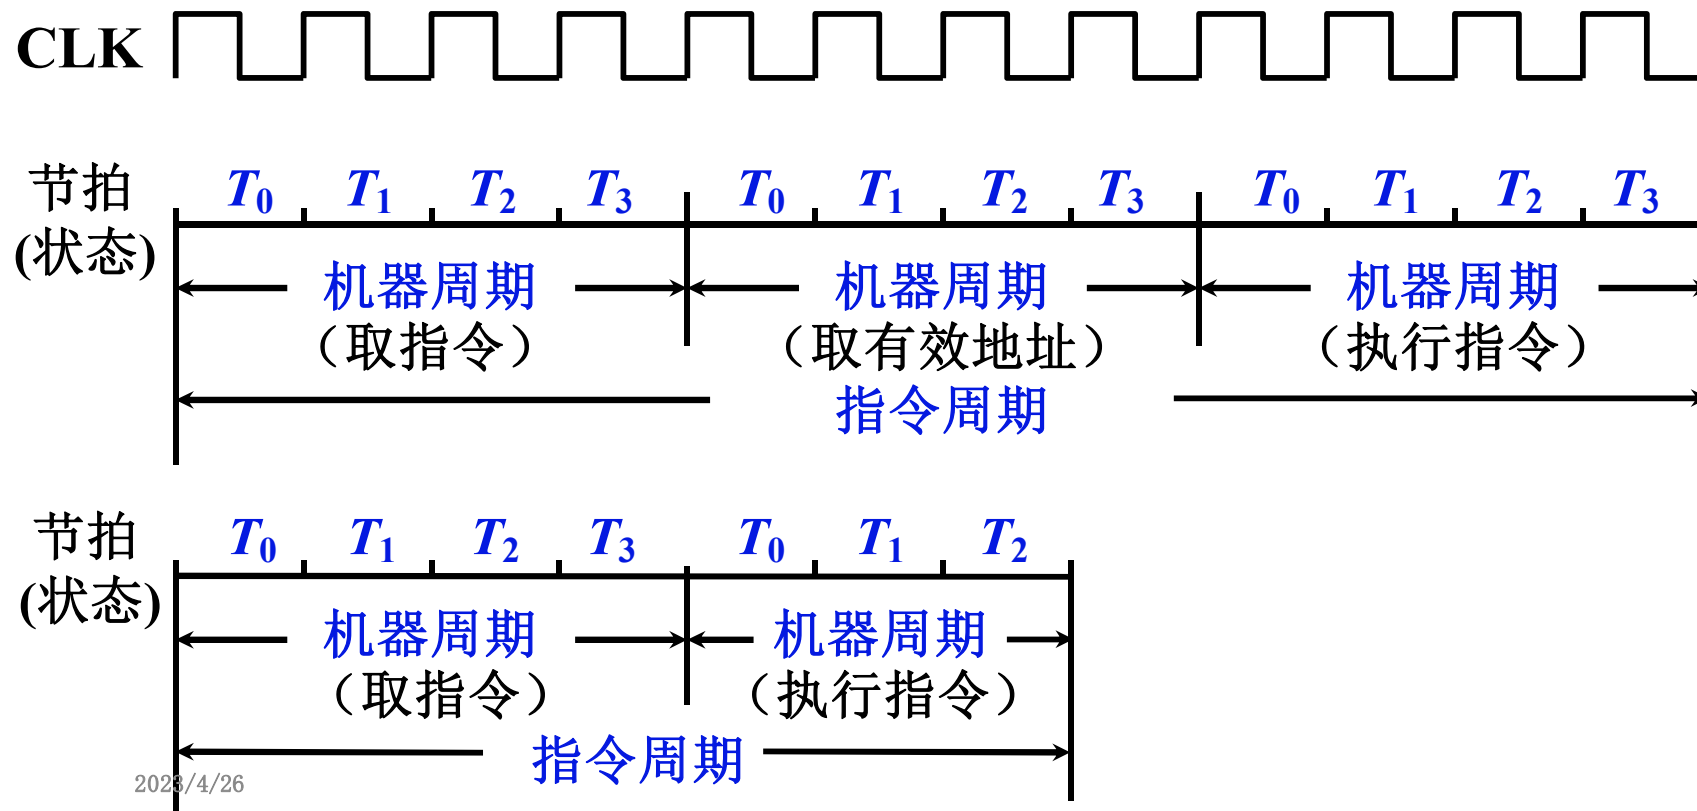 CLK
节拍
(状态)
T0 T1 T2 T3 T0 T1 T2 T3 T0 T1 T2 T3
机器周期 机器周期 机器周期
（取指令） （取有效地址） （执行指令）
指令周期
节拍
(状态)
T0 T1 T2 T3 T0 T1 T2
机器周期 机器周期
（取指令） （执行指令）
指令周期
2023/4/26